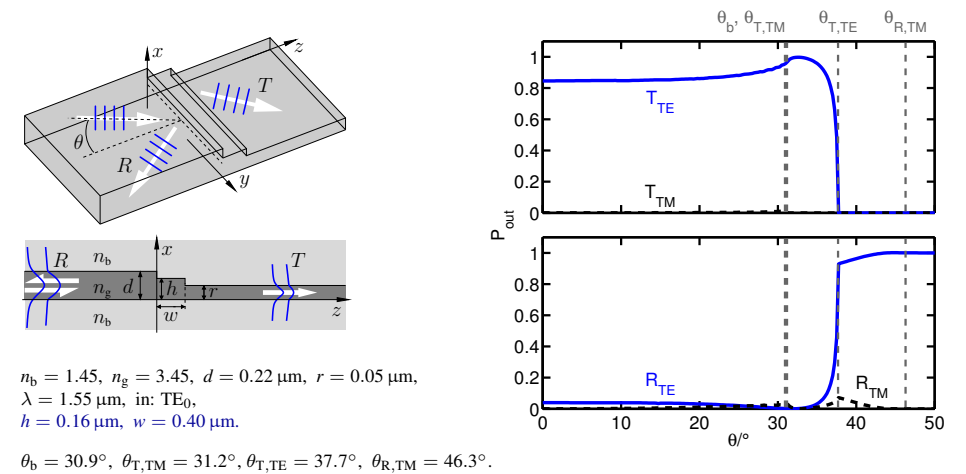 x
z
T
θ
R
y
x
R
n_b
T
n_g
d
h
r
w
z
n_b
n_b = 1.45, n_g = 3.45, d = 0.22 μm, r = 0.05 μm,
λ = 1.55 μm, in: TE_0,
h = 0.16 μm, w = 0.40 μm.
θ_b = 30.9°, θ_T,TM = 31.2°, θ_T,TE = 37.7°, θ_R,TM = 46.3°.
θ_b, θ_T,TM θ_T,TE θ_R,TM
1
0.8
T_TE
0.6
0.4
0.2
T_TM
0
P_out
1
0.8
0.6
0.4
0.2
R_TE
R_TM
0
0 10 20 30 40 50
θ/°